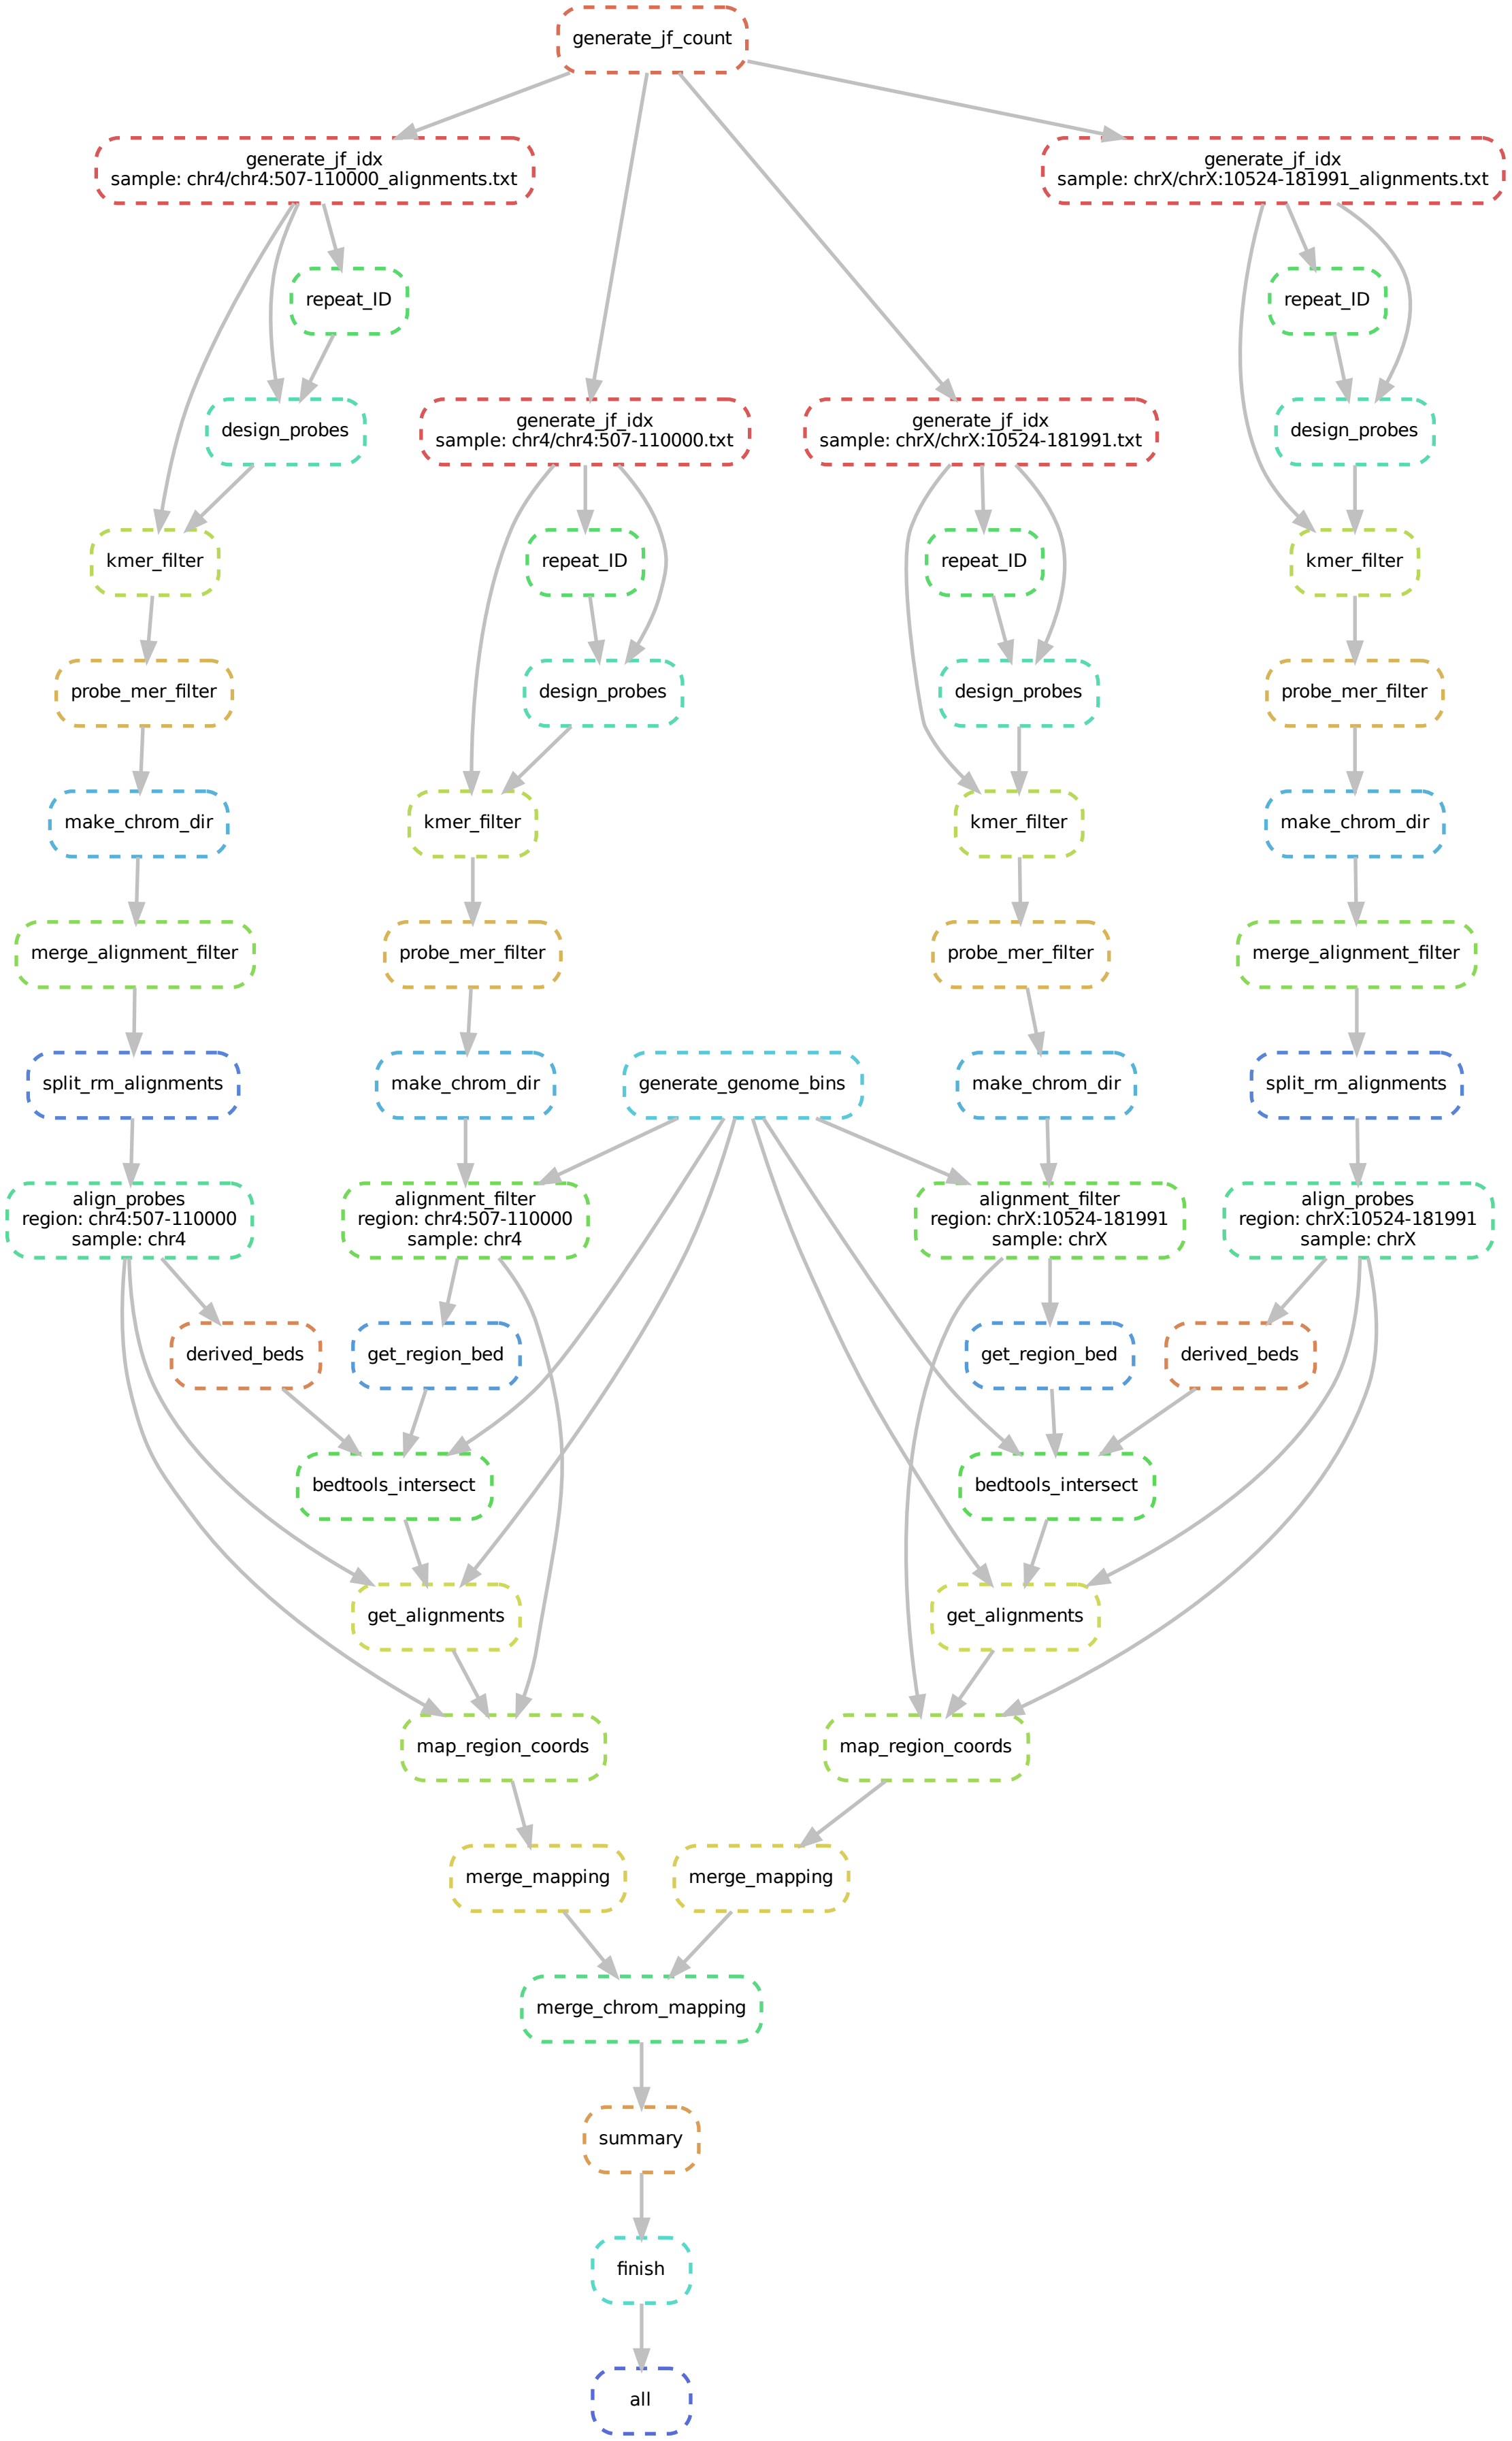 generate_jf_count
generate_jf_idx
sample: chr4/chr4:507-110000_alignments.txt
generate_jf_idx
sample: chrX/chrX:10524-181991_alignments.txt
repeat_ID
repeat_ID
design_probes
generate_jf_idx
sample: chr4/chr4:507-110000.txt
generate_jf_idx
sample: chrX/chrX:10524-181991.txt
design_probes
kmer_filter
repeat_ID
repeat_ID
kmer_filter
probe_mer_filter
design_probes
design_probes
probe_mer_filter
make_chrom_dir
kmer_filter
kmer_filter
make_chrom_dir
merge_alignment_filter
probe_mer_filter
probe_mer_filter
merge_alignment_filter
split_rm_alignments
make_chrom_dir
generate_genome_bins
make_chrom_dir
split_rm_alignments
align_probes
region: chr4:507-110000
sample: chr4
alignment_filter
region: chr4:507-110000
sample: chr4
alignment_filter
region: chrX:10524-181991
sample: chrX
align_probes
region: chrX:10524-181991
sample: chrX
derived_beds
get_region_bed
get_region_bed
derived_beds
bedtools_intersect
bedtools_intersect
get_alignments
get_alignments
map_region_coords
map_region_coords
merge_mapping
merge_mapping
merge_chrom_mapping
summary
finish
all